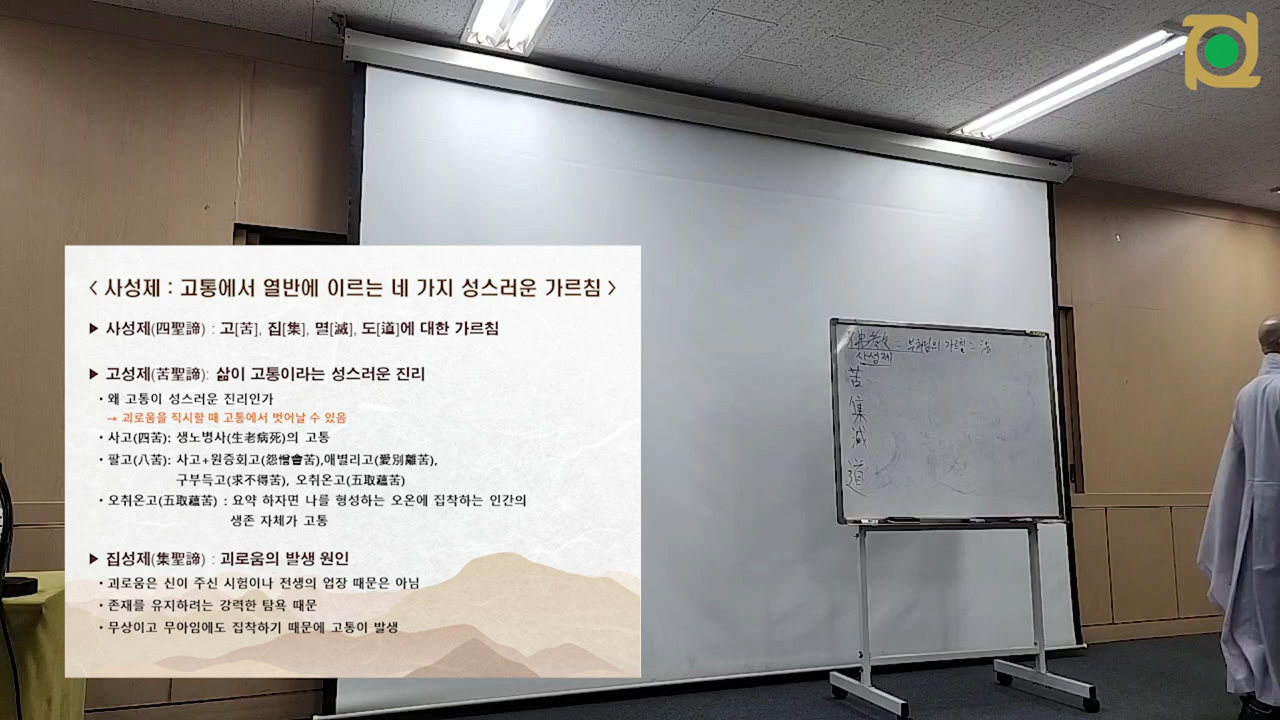 < 사성제 : 고통에서 열반에 이르는 네 가지 성스러운 가르침 >
▶ 사성제(四聖諦) : 고[苦], 집[集], 멸[滅], 도[道]에 대한 가르침
▶ 고성제(苦聖諦): 삶이 고통이라는 성스러운 진리
• 왜 고통이 성스러운 진리인가
→ 괴로움을 직시할 때 고통에서 벗어날 수 있음
• 사고(四苦): 생노병사(生老病死)의 고통
• 팔고(八苦): 사고+원증회고(怨憎會苦),애별리고(愛別離苦),
구부득고(求不得苦), 오취온고(五取蘊苦)
• 오취온고(五取蘊苦) : 요약 하자면 나를 형성하는 오온에 집착하는 인간의
생존 자체가 고통
▶ 집성제(集聖諦) : 괴로움의 발생 원인
• 괴로움은 신이 주신 시험이나 전생의 업장 때문은 아님
• 존재를 유지하려는 강력한 탐욕 때문
• 무상이고 무아임에도 집착하기 때문에 고통이 발생
= 부처님의 가르침 = 法
사성제
苦
集
滅
道